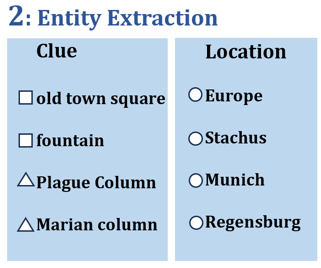 2: Entity Extraction
Clue
old town square
fountain
Plague Column
Marian column
Location
Europe
Stachus
Munich
Regensburg